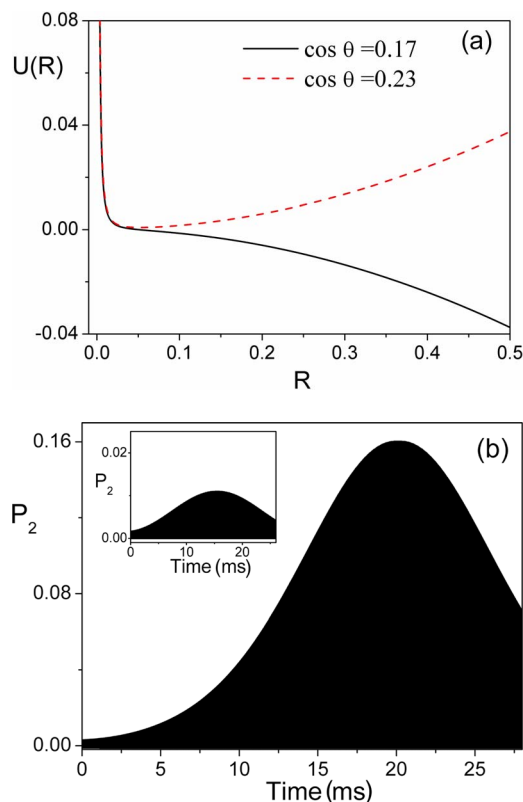 (a)
U(R)
cos θ =0.17
cos θ =0.23
0.08
0.04
0.00
-0.04
0.0 0.1 0.2 0.3 0.4 0.5
R
(b)
P2
0.16
0.08
0.00
0.02
P2
0.00
0 10 20
Time (ms)
0 5 10 15 20 25
Time (ms)